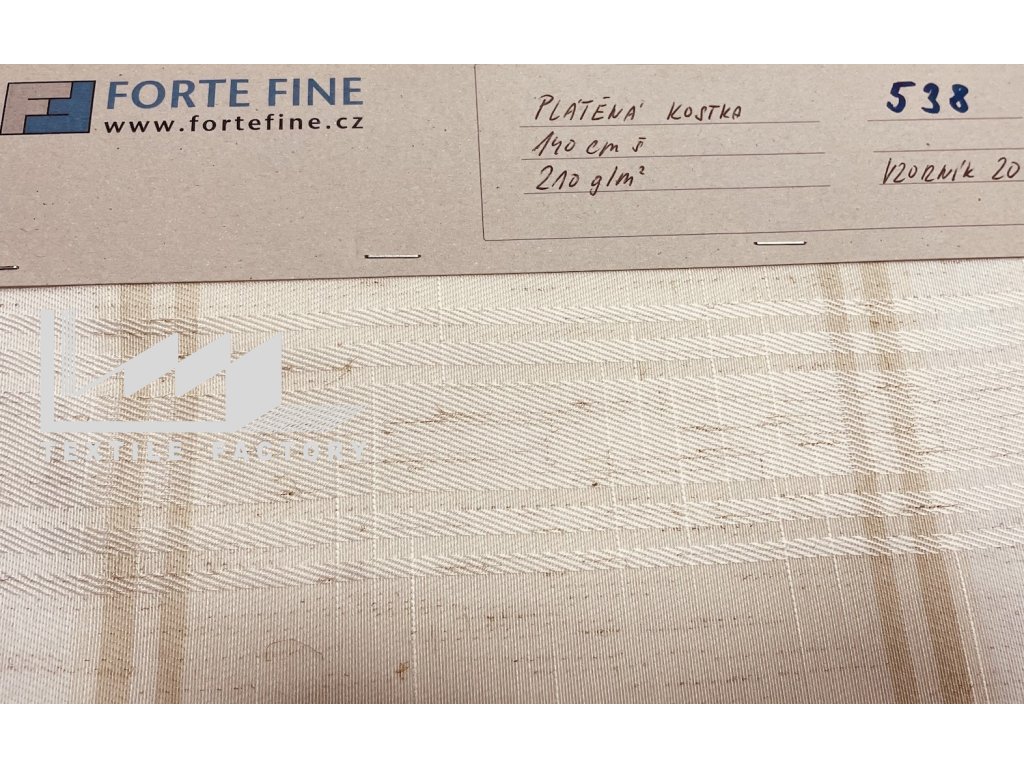 FORTE FINE
www.fortefine.cz
PLÁTĚNÁ KOSTKA
140 cm š
210 g/m²
538
VZORNÍK 20
TEXTILE FACTORY